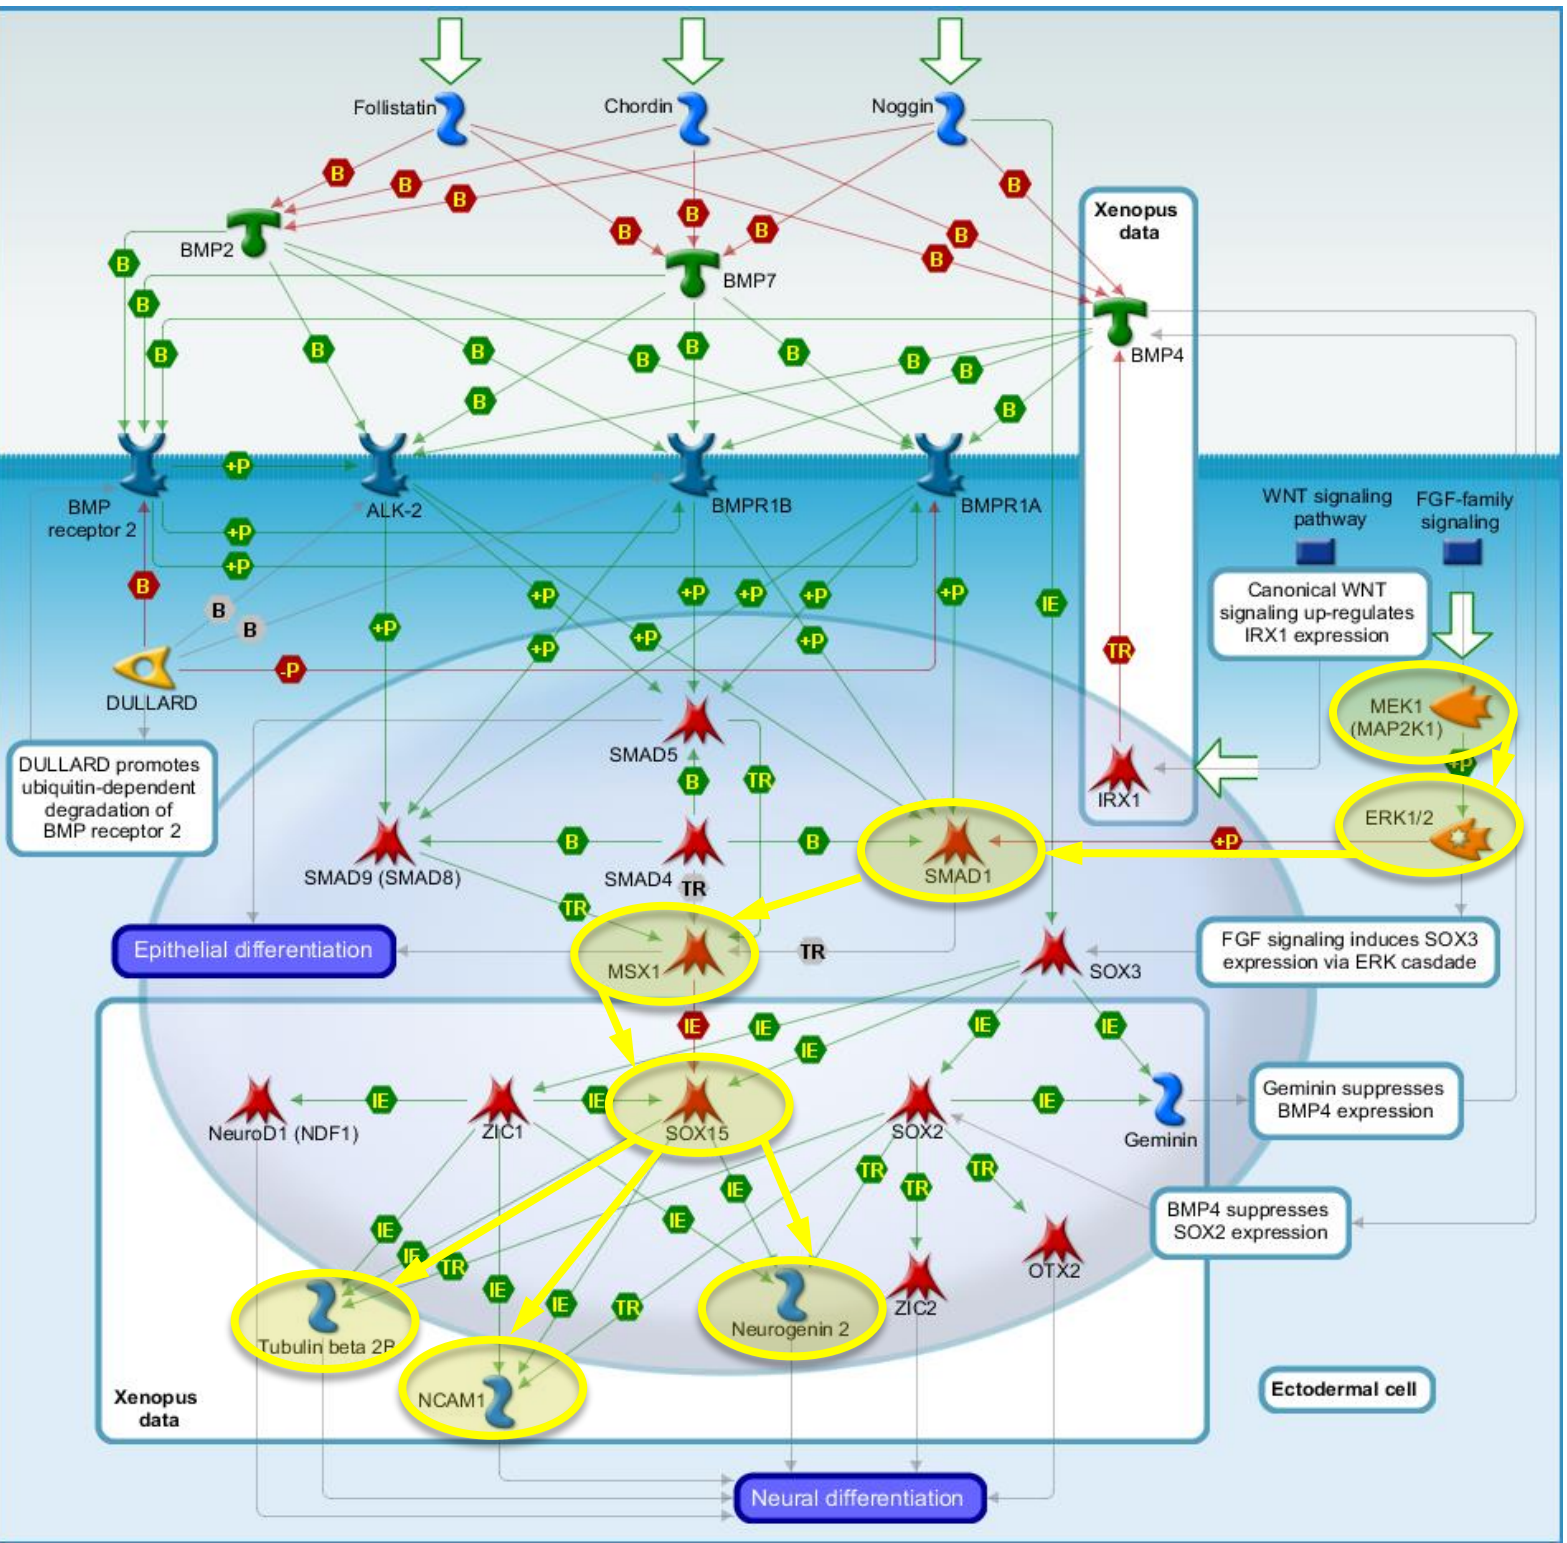 Follistatin
Chordin
Noggin
B
B
B
B
B
B
B
B
B
Xenopus
data
BMP2
BMP7
BMP4
B
B
B
B
B
B
B
B
B
B
B
B
+P
BMP
receptor 2
ALK-2
BMPR1B
BMPR1A
WNT signaling
pathway
FGF-family
signaling
+P
+P
B
B
B
+P
+P
+P
+P
+P
+P
+P
+P
+P
IE
Canonical WNT
signaling up-regulates
IRX1 expression
TR
-P
DULLARD
MEK1
(MAP2K1)
+P
DULLARD promotes
ubiquitin-dependent
degradation of
BMP receptor 2
SMAD5
B
TR
IRX1
ERK1/2
B
B
+P
SMAD9 (SMAD8)
SMAD4
TR
SMAD1
TR
Epithelial differentiation
MSX1
TR
SOX3
FGF signaling induces SOX3
expression via ERK casdade
IE
IE
IE
IE
IE
IE
IE
IE
NeuroD1 (NDF1)
ZIC1
SOX15
SOX2
Geminin
Geminin suppresses
BMP4 expression
TR
TR
TR
IE
IE
IE
IE
TR
IE
IE
TR
BMP4 suppresses
SOX2 expression
OTX2
ZIC2
Tubulin beta 2B
Neurogenin 2
NCAM1
Xenopus
data
Ectodermal cell
Neural differentiation